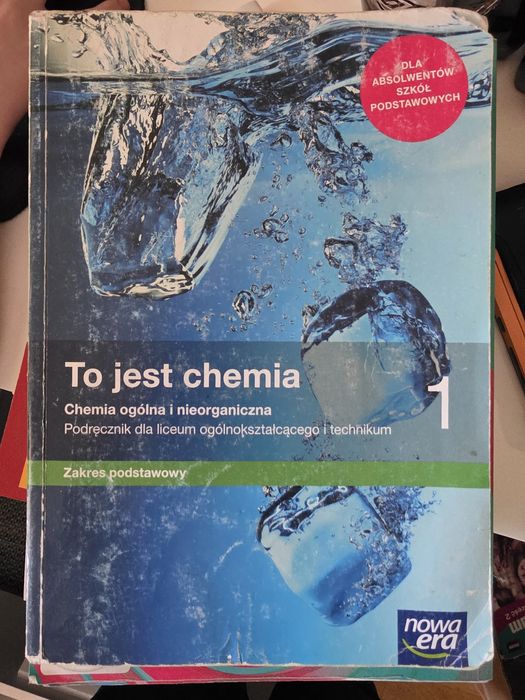 DLA
ABSOLWENTÓW
SZKÓŁ
PODSTAWOWYCH
To jest chemia
1
Chemia ogólna i nieorganiczna
Podręcznik dla liceum ogólnokształcącego i technikum
Zakres podstawowy
nowa
era